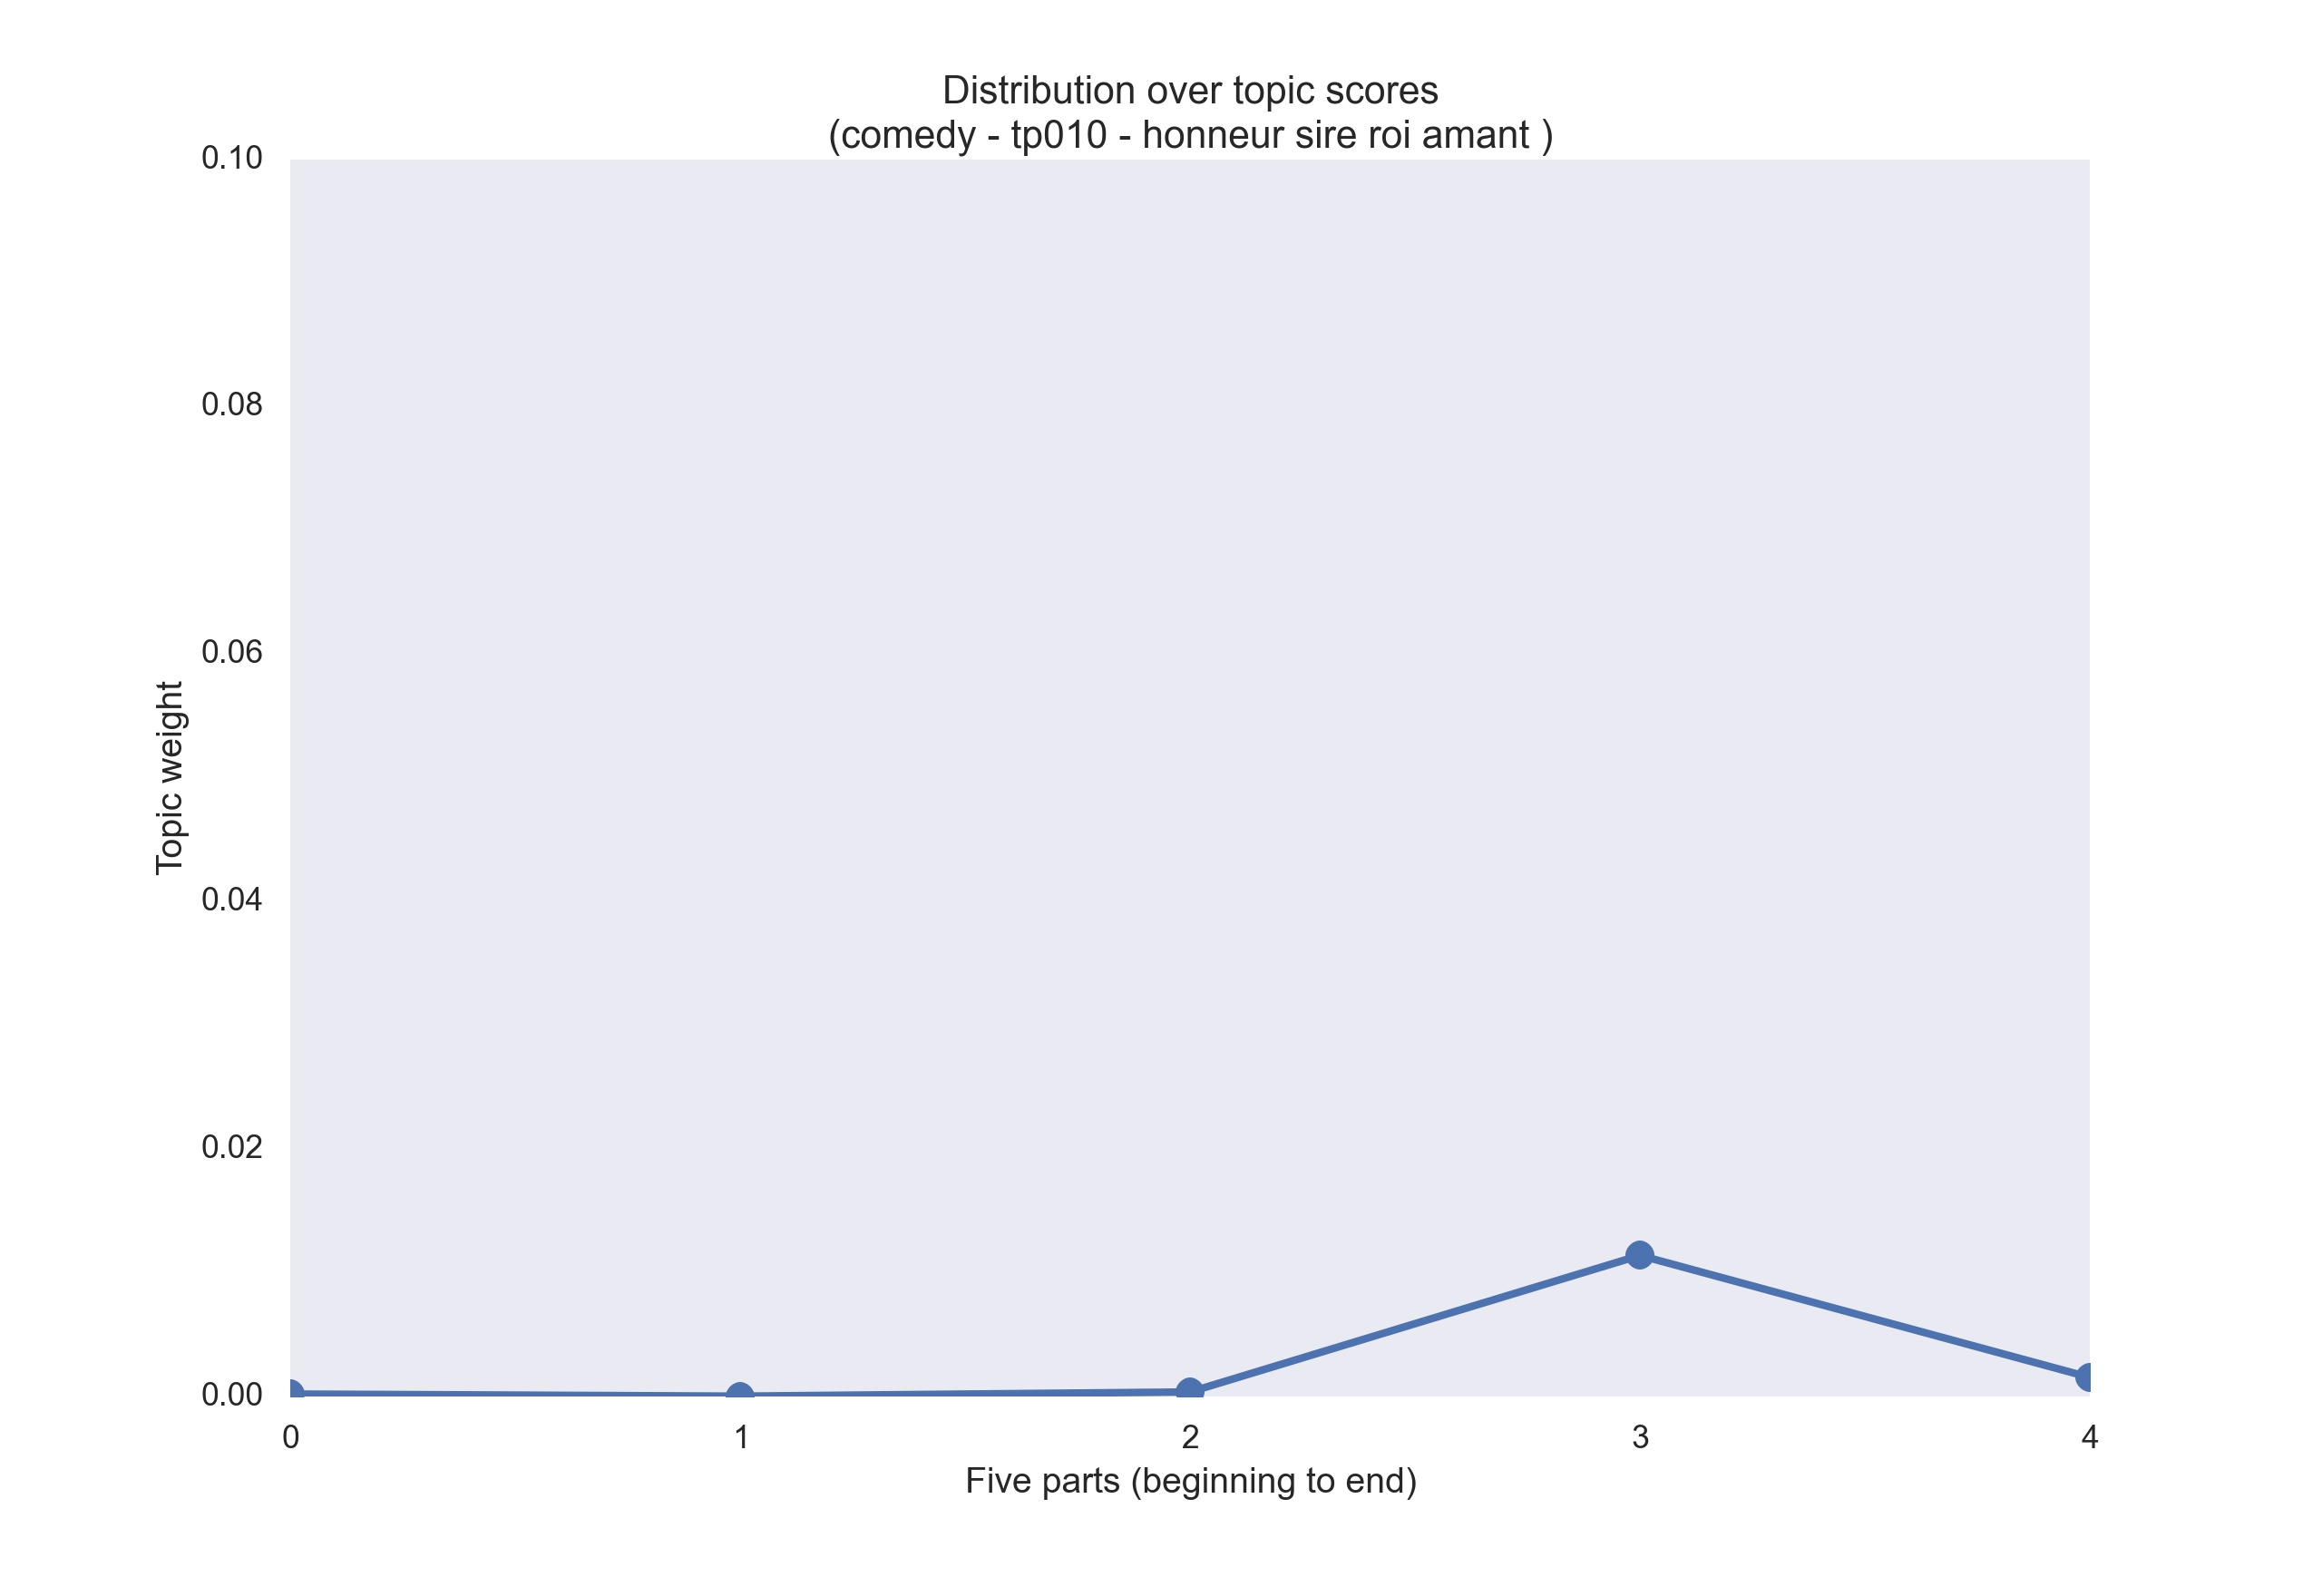 Distribution over topic scores
(comedy - tp010 - honneur sire roi amant )
0.10
0.08
0.06
0.04
0.02
0.00
Topic weight
0 1 2 3 4
Five parts (beginning to end)